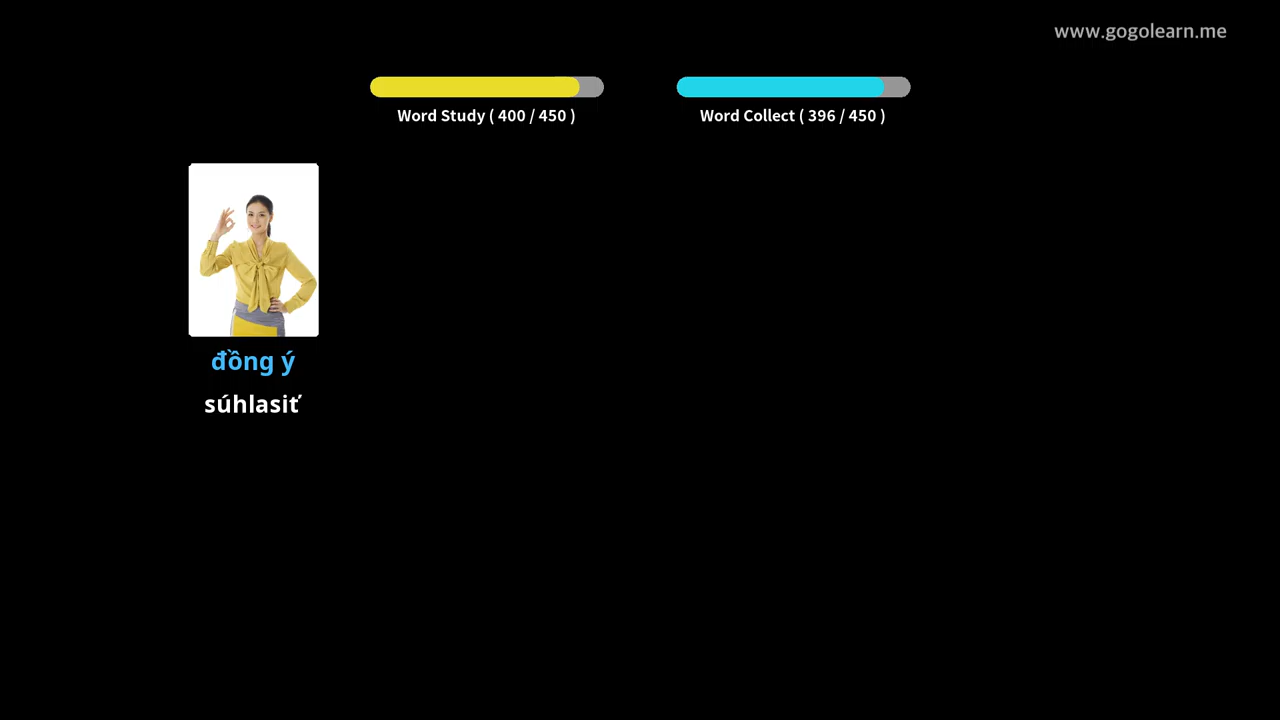 www.gogolearn.me
Word Study ( 400 / 450 )
Word Collect ( 396 / 450 )
đồng ý
súhlasiť